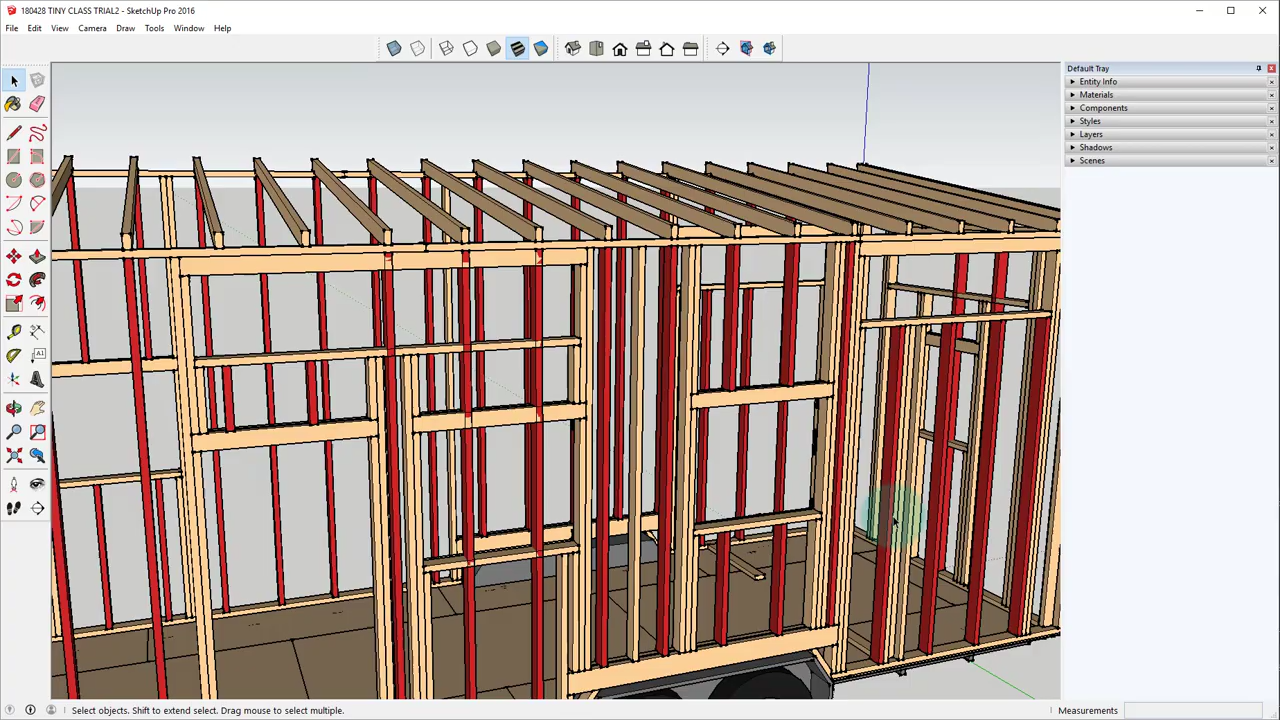 180428 TINY CLASS TRIAL2 - SketchUp Pro 2016
File Edit View Camera Draw Tools Window Help
Default Tray
Entity Info
Materials
Components
Styles
Layers
Shadows
Scenes
A1
Select objects. Shift to extend select. Drag mouse to select multiple.
Measurements